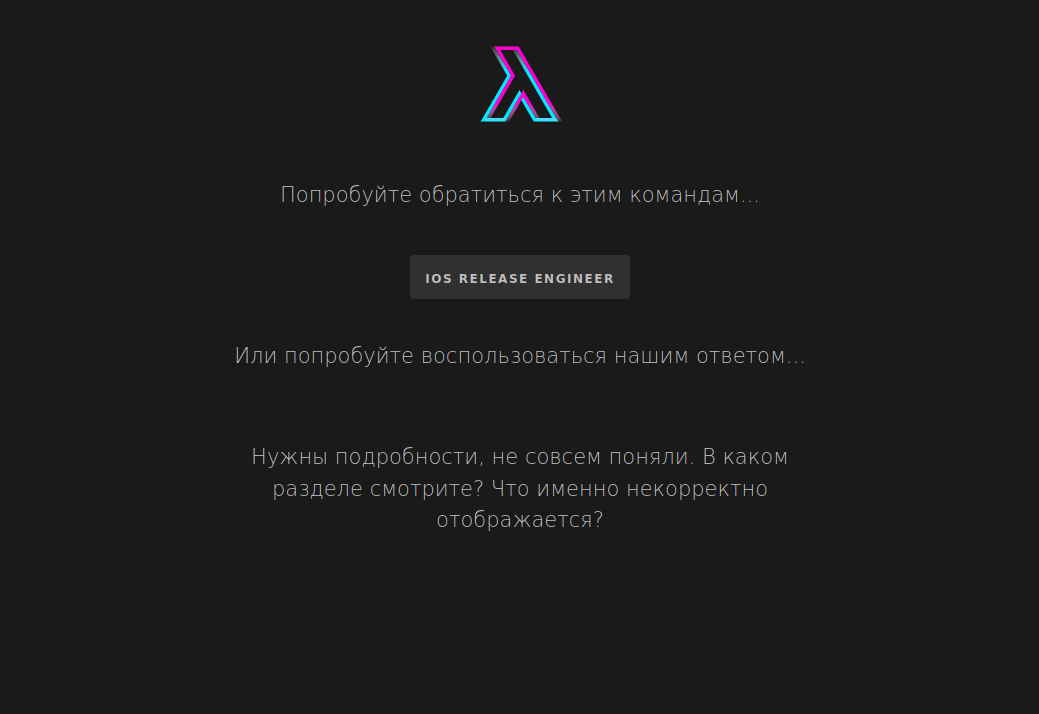 λ
Попробуйте обратиться к этим командам...
IOS RELEASE ENGINEER
Или попробуйте воспользоваться нашим ответом...
Нужны подробности, не совсем поняли. В каком
разделе смотрите? Что именно некорректно
отображается?